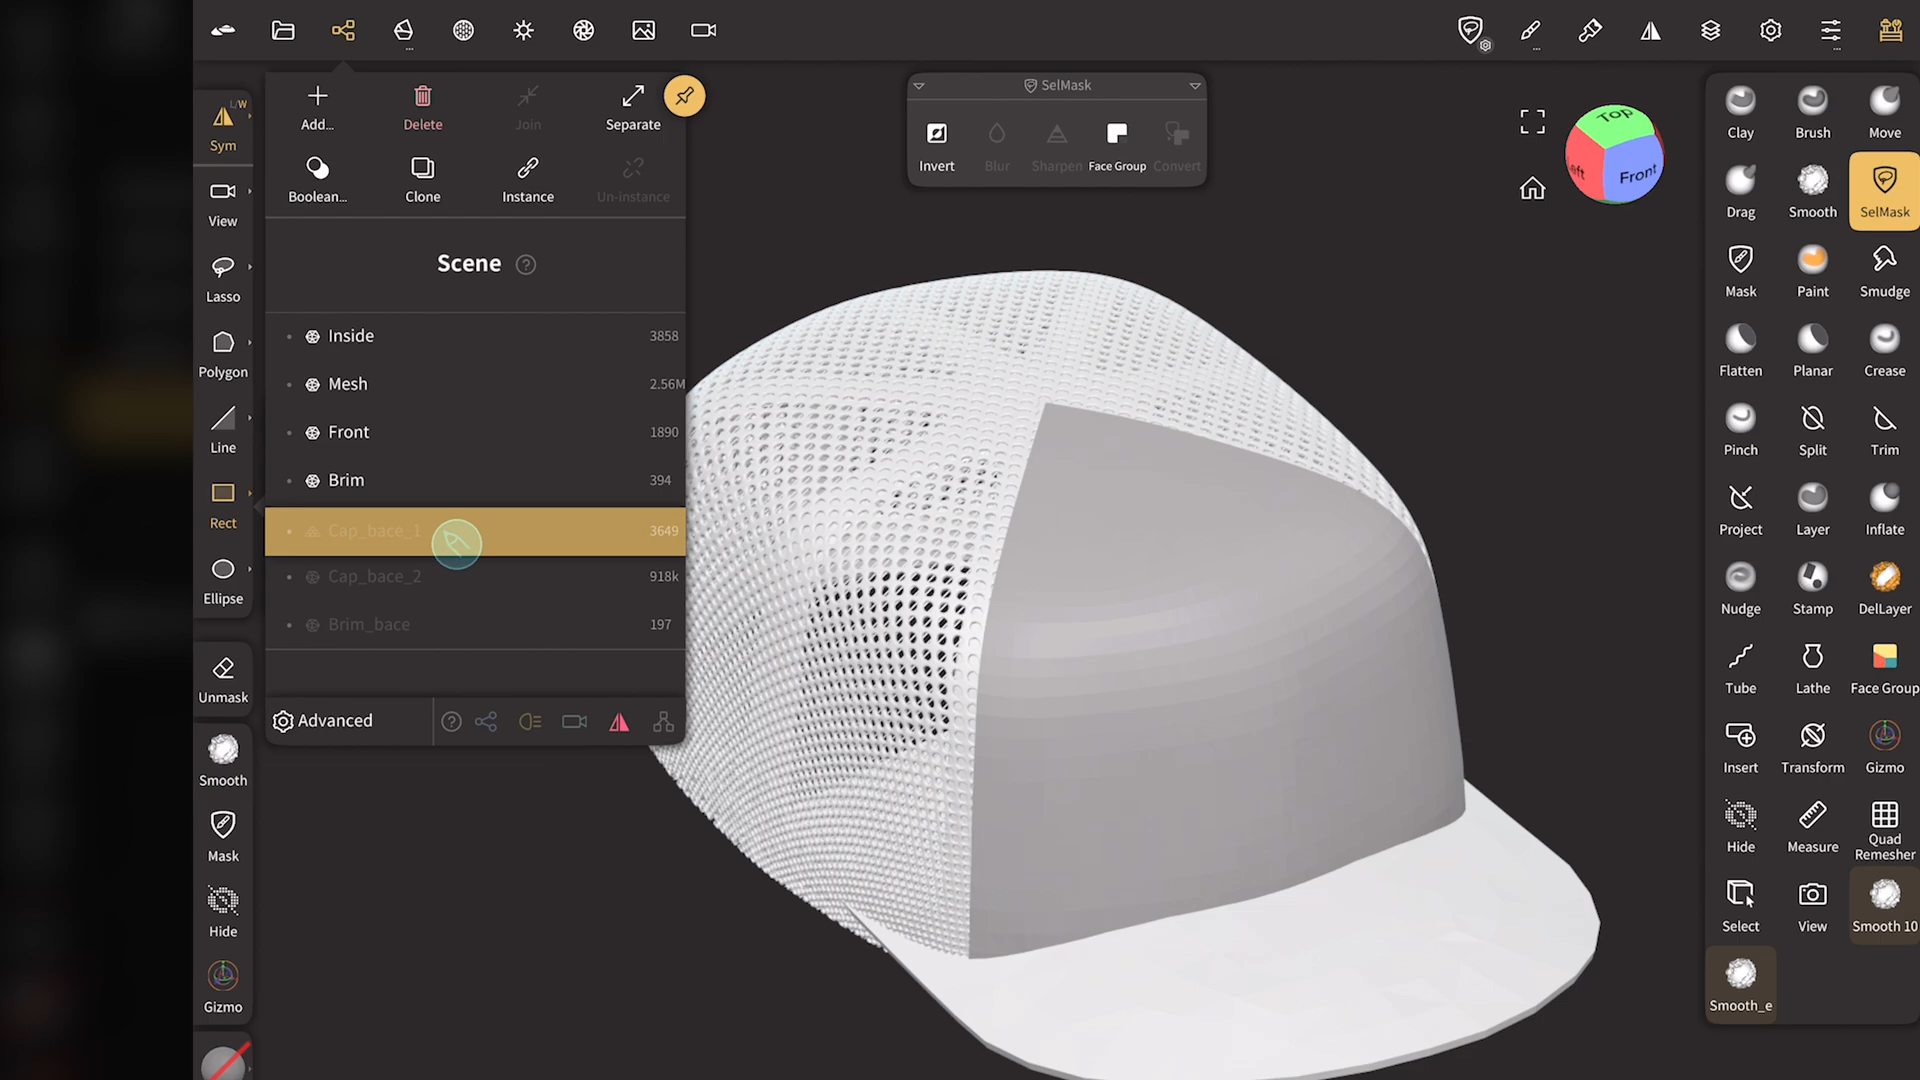 L/W
Sym
View
Lasso
Polygon
Line
Rect
Ellipse
Unmask
Smooth
Mask
Hide
Gizmo
Add...
Delete
Join
Separate
Boolean...
Clone
Instance
Un-instance
Scene ?
Inside 3858
Mesh 2.56M
Front 1890
Brim 394
Cap_bace_1 3649
Cap_bace_2 918k
Brim_bace 197
Advanced ?
SelMask
Invert
Blur
Sharpen
Face Group
Convert
Top
Left
Front
Clay
Brush
Move
Drag
Smooth
SelMask
Mask
Paint
Smudge
Flatten
Planar
Crease
Pinch
Split
Trim
Project
Layer
Inflate
Nudge
Stamp
DelLayer
Tube
Lathe
Face Group
Insert
Transform
Gizmo
Hide
Measure
Quad
Remesher
Select
View
Smooth 10
Smooth_e